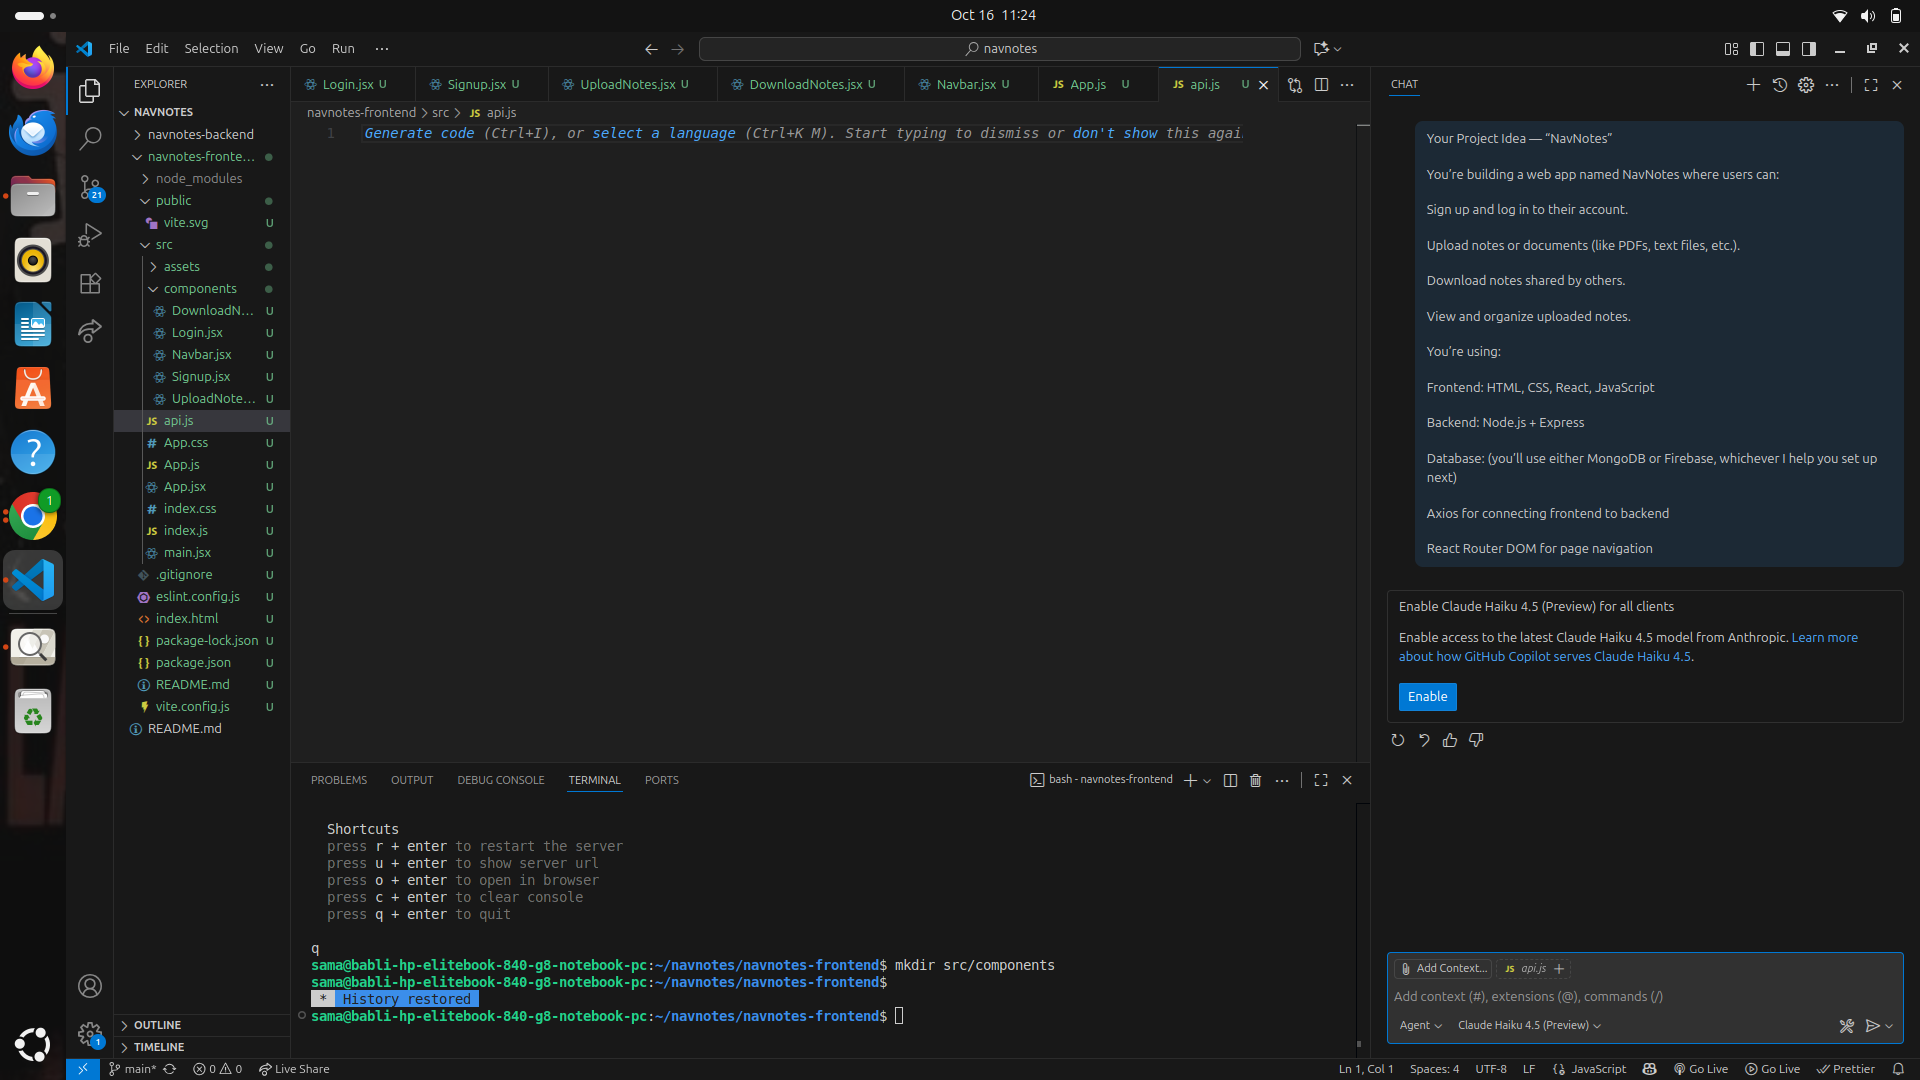 Oct 16 11:24
File Edit Selection View Go Run ···
navnotes
EXPLORER
NAVNOTES
navnotes-backend
navnotes-fronte...
node_modules
public
vite.svg U
src
assets
components
DownloadN... U
Login.jsx U
Navbar.jsx U
Signup.jsx U
UploadNote... U
JS api.js U
# App.css U
JS App.js U
App.jsx U
# index.css U
JS index.js U
main.jsx U
.gitignore U
eslint.config.js U
<> index.html U
{} package-lock.json U
{} package.json U
README.md U
vite.config.js U
README.md
OUTLINE
TIMELINE
21
1
1
Login.jsx U
Signup.jsx U
UploadNotes.jsx U
DownloadNotes.jsx U
Navbar.jsx U
JS App.js U
JS api.js U
navnotes-frontend > src > JS api.js
1 Generate code (Ctrl+I), or select a language (Ctrl+K M). Start typing to dismiss or don't show this agai
PROBLEMS OUTPUT DEBUG CONSOLE TERMINAL PORTS
bash - navnotes-frontend
Shortcuts
press r + enter to restart the server
press u + enter to show server url
press o + enter to open in browser
press c + enter to clear console
press q + enter to quit
q
sama@babli-hp-elitebook-840-g8-notebook-pc:~/navnotes/navnotes-frontend$ mkdir src/components
sama@babli-hp-elitebook-840-g8-notebook-pc:~/navnotes/navnotes-frontend$
* History restored
sama@babli-hp-elitebook-840-g8-notebook-pc:~/navnotes/navnotes-frontend$
CHAT
Your Project Idea — “NavNotes”
You’re building a web app named NavNotes where users can:
Sign up and log in to their account.
Upload notes or documents (like PDFs, text files, etc.).
Download notes shared by others.
View and organize uploaded notes.
You’re using:
Frontend: HTML, CSS, React, JavaScript
Backend: Node.js + Express
Database: (you’ll use either MongoDB or Firebase, whichever I help you set up
next)
Axios for connecting frontend to backend
React Router DOM for page navigation
Enable Claude Haiku 4.5 (Preview) for all clients
Enable access to the latest Claude Haiku 4.5 model from Anthropic. Learn more
about how GitHub Copilot serves Claude Haiku 4.5.
Enable
Add Context... JS api.js +
Add context (#), extensions (@), commands (/)
Agent Claude Haiku 4.5 (Preview)
main* 0 0 Live Share
Ln 1, Col 1 Spaces: 4 UTF-8 LF {} JavaScript Go Live Go Live Prettier